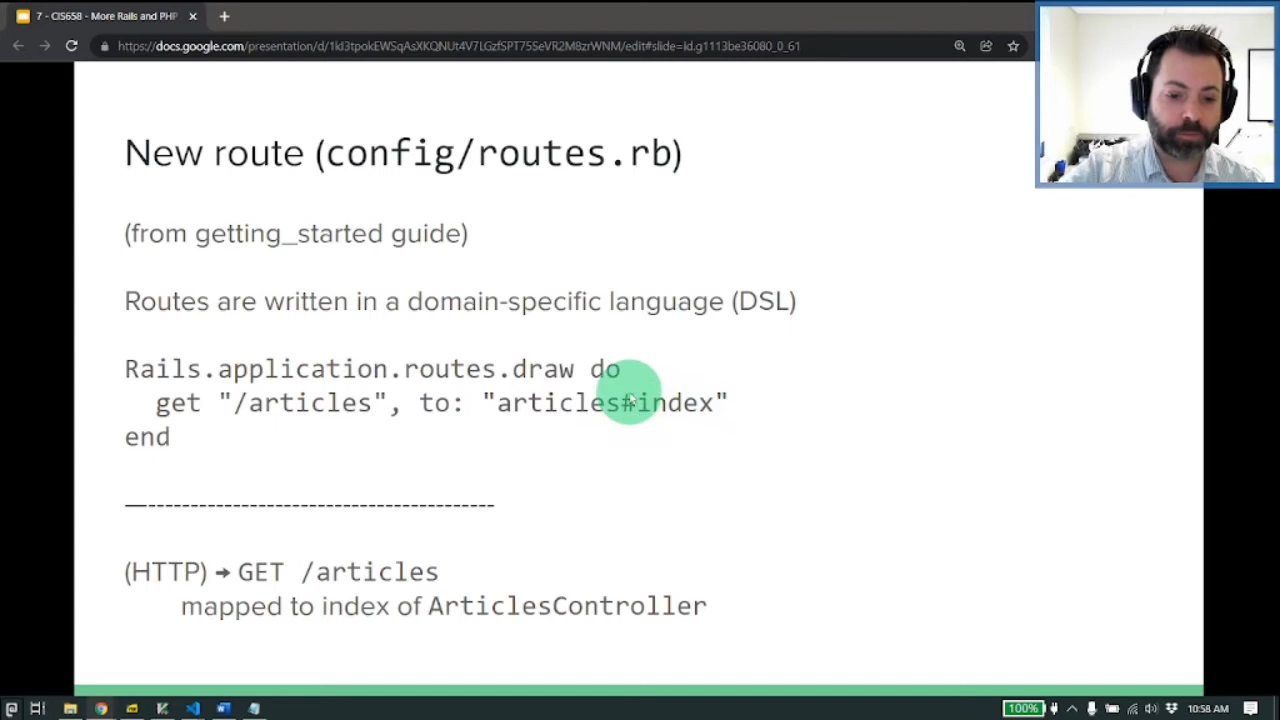 7 - CIS658 - More Rails and PHP
https://docs.google.com/presentation/d/1kI3tpokEWSqAsXKQNUt4V7LGzfSPT75SeVR2M8zrWNM/edit#slide=id.g1113be36080_0_61
New route (config/routes.rb)
(from getting_started guide)
Routes are written in a domain-specific language (DSL)
Rails.application.routes.draw do
get "/articles", to: "articles#index"
end
—----------------------------------------
(HTTP) → GET /articles
mapped to index of ArticlesController
100%
10:58 AM